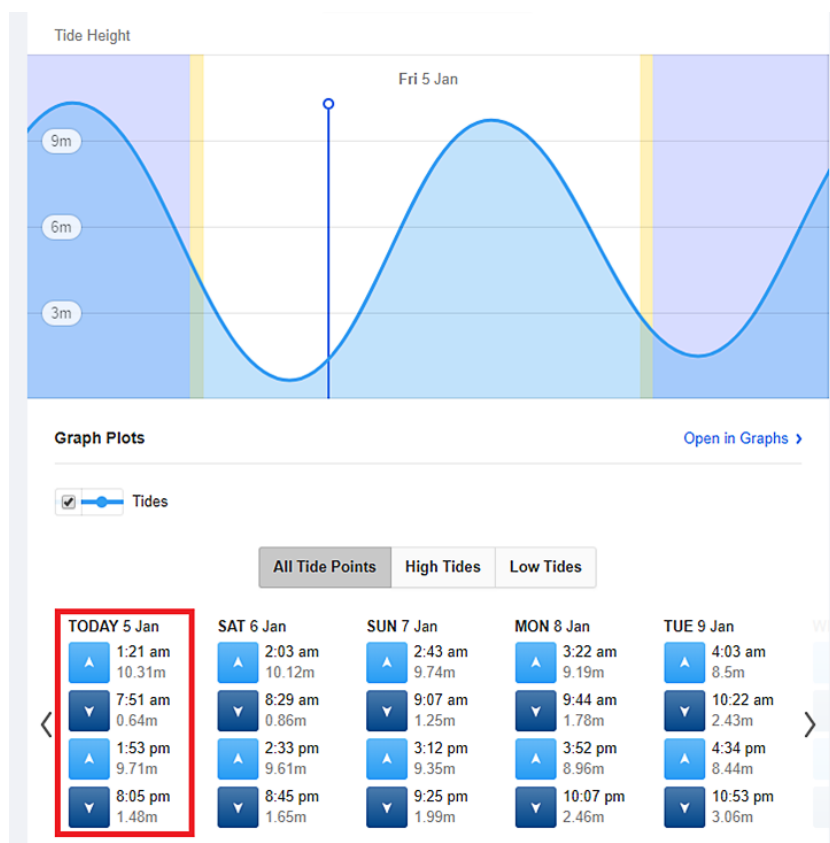 Tide Height
Fri 5 Jan
9m
6m
3m
Graph Plots
Open in Graphs
Tides
All Tide Points High Tides Low Tides
TODAY 5 Jan SAT 6 Jan SUN 7 Jan MON 8 Jan TUE 9 Jan
1:21 am 2:03 am 2:43 am 3:22 am 4:03 am
10.31m 10.12m 9.74m 9.19m 8.5m
7:51 am 8:29 am 9:07 am 9:44 am 10:22 am
0.64m 0.86m 1.25m 1.78m 2.43m
1:53 pm 2:33 pm 3:12 pm 3:52 pm 4:34 pm
9.71m 9.61m 9.35m 8.96m 8.44m
8:05 pm 8:45 pm 9:25 pm 10:07 pm 10:53 pm
1.48m 1.65m 1.99m 2.46m 3.06m